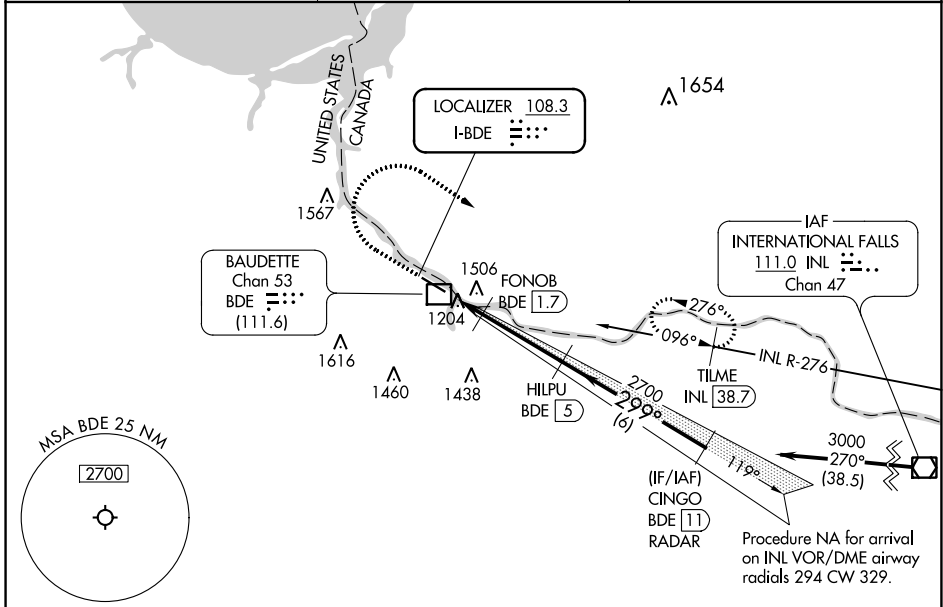 UNITED STATES
CANADA
LOCALIZER 108.3
I-BDE
1654
1567
IAF
INTERNATIONAL FALLS
111.0 INL
Chan 47
BAUDETTE
Chan 53
BDE
(111.6)
1506
FONOB
BDE 1.7
1204
276°
096°
INL R-276
TILME
INL 38.7
1616
1460
1438
HILPU
BDE 5
2700
299°
(6)
119°
3000
270°
(38.5)
(IF/IAF)
CINGO
BDE 11
RADAR
Procedure NA for arrival
on INL VOR/DME airway
radials 294 CW 329.
MSA BDE 25 NM
2700